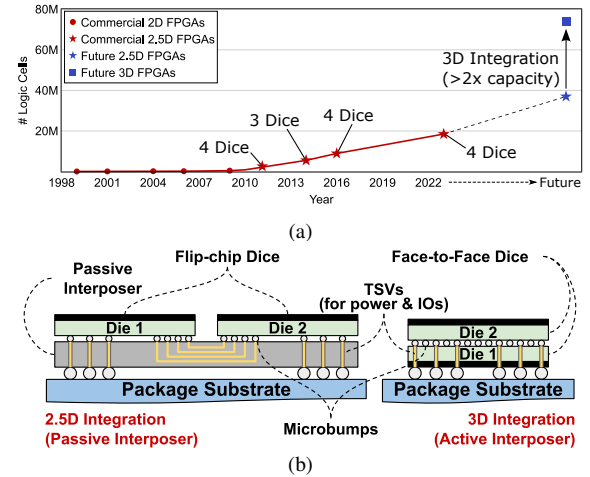 80M
60M
40M
20M
# Logic Cells
Commercial 2D FPGAs
Commercial 2.5D FPGAs
Future 2.5D FPGAs
Future 3D FPGAs
3D Integration
(>2x capacity)
4 Dice
3 Dice
4 Dice
4 Dice
1998 2001 2004 2007 2010 2013 2016 2019 2022 Future
Year
(a)
Passive
Interposer
Flip-chip Dice
TSVs
(for power & IOs)
Face-to-Face Dice
Die 1
Die 2
Die 2
Die 1
Package Substrate
Package Substrate
2.5D Integration
(Passive Interposer)
Microbumps
3D Integration
(Active Interposer)
(b)